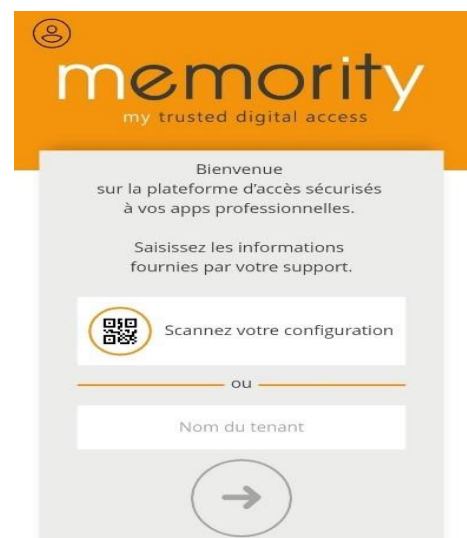 memority
my trusted digital access
Bienvenue
sur la plateforme d'accès sécurisés
à vos apps professionnelles.
Saisissez les informations
fournies par votre support.
Scannez votre configuration
ou
Nom du tenant